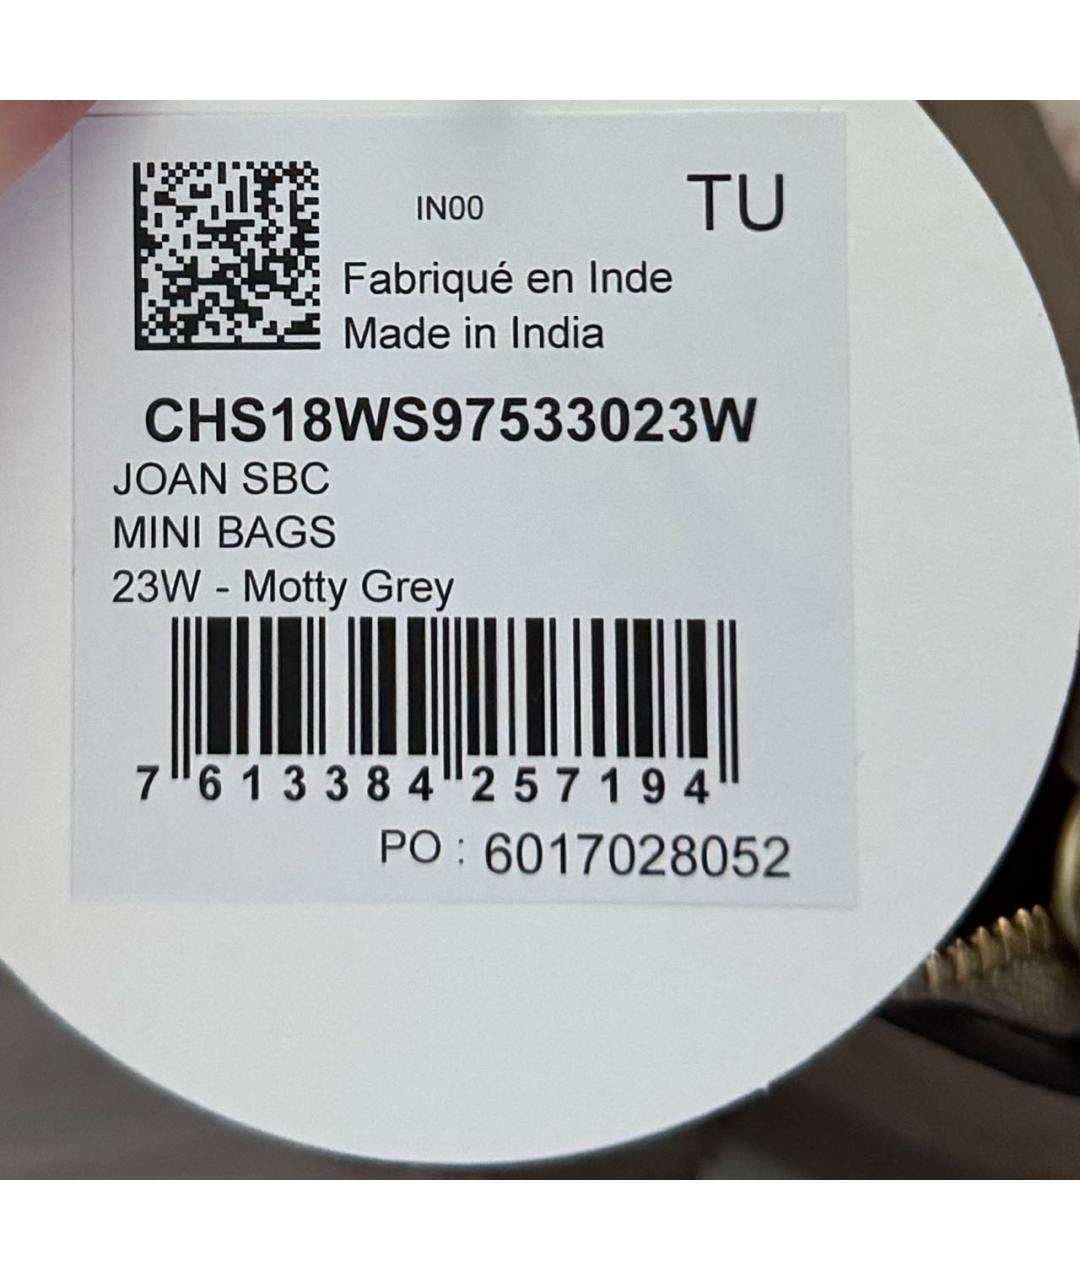 IN00
TU
Fabriqué en Inde
Made in India
CHS18WS97533023W
JOAN SBC
MINI BAGS
23W - Motty Grey
7 613384 257194
PO : 6017028052